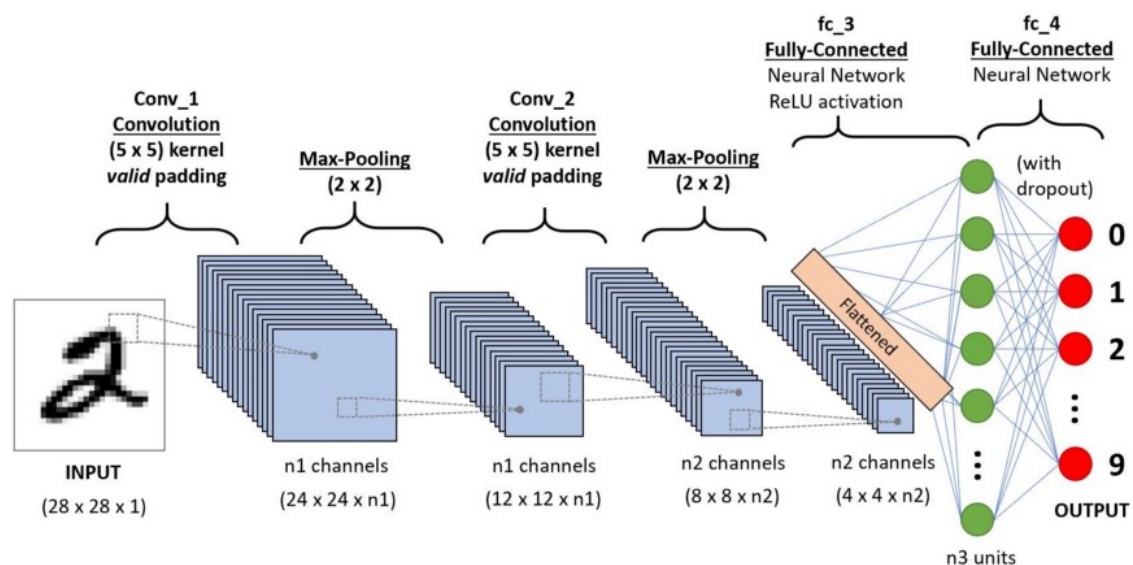 fc_3
Fully-Connected
Neural Network
ReLU activation
fc_4
Fully-Connected
Neural Network
Conv_1
Convolution
(5 x 5) kernel
valid padding
Max-Pooling
(2 x 2)
Conv_2
Convolution
(5 x 5) kernel
valid padding
Max-Pooling
(2 x 2)
(with
dropout)
Flattened
0
1
2
9
INPUT
(28 x 28 x 1)
n1 channels
(24 x 24 x n1)
n1 channels
(12 x 12 x n1)
n2 channels
(8 x 8 x n2)
n2 channels
(4 x 4 x n2)
OUTPUT
n3 units